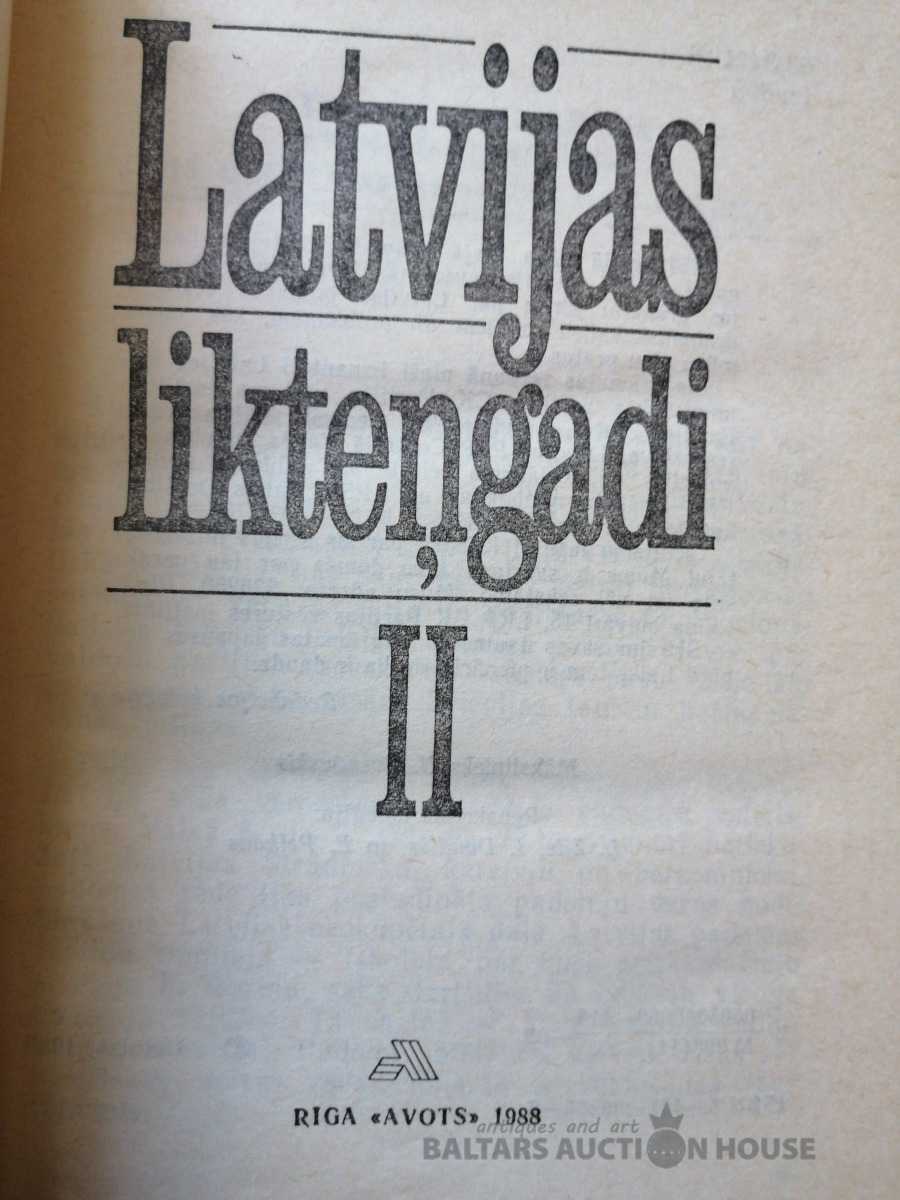 Latvijas
likteņgadi
II
RIGA «AVOTS» 1988
antiques and art
BALTARS AUCTION HOUSE